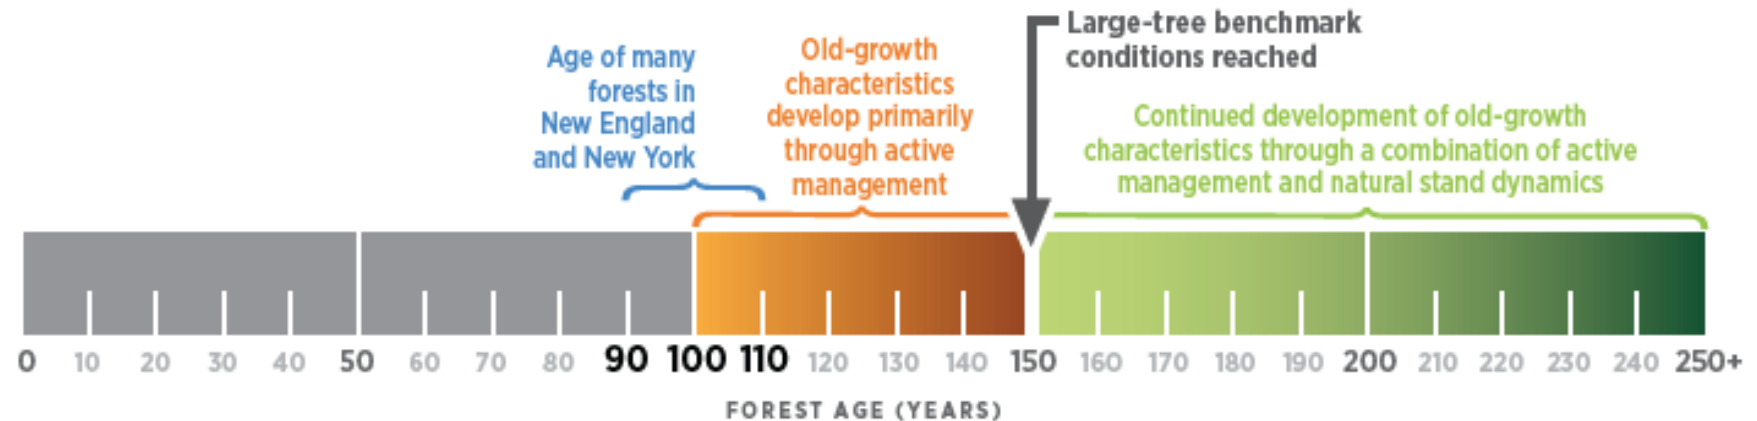 Age of many
forests in
New England
and New York
Old-growth
characteristics
develop primarily
through active
management
Large-tree benchmark
conditions reached
Continued development of old-growth
characteristics through a combination of active
management and natural stand dynamics
0 10 20 30 40 50 60 70 80 90 100 110 120 130 140 150 160 170 180 190 200 210 220 230 240 250+
FOREST AGE (YEARS)